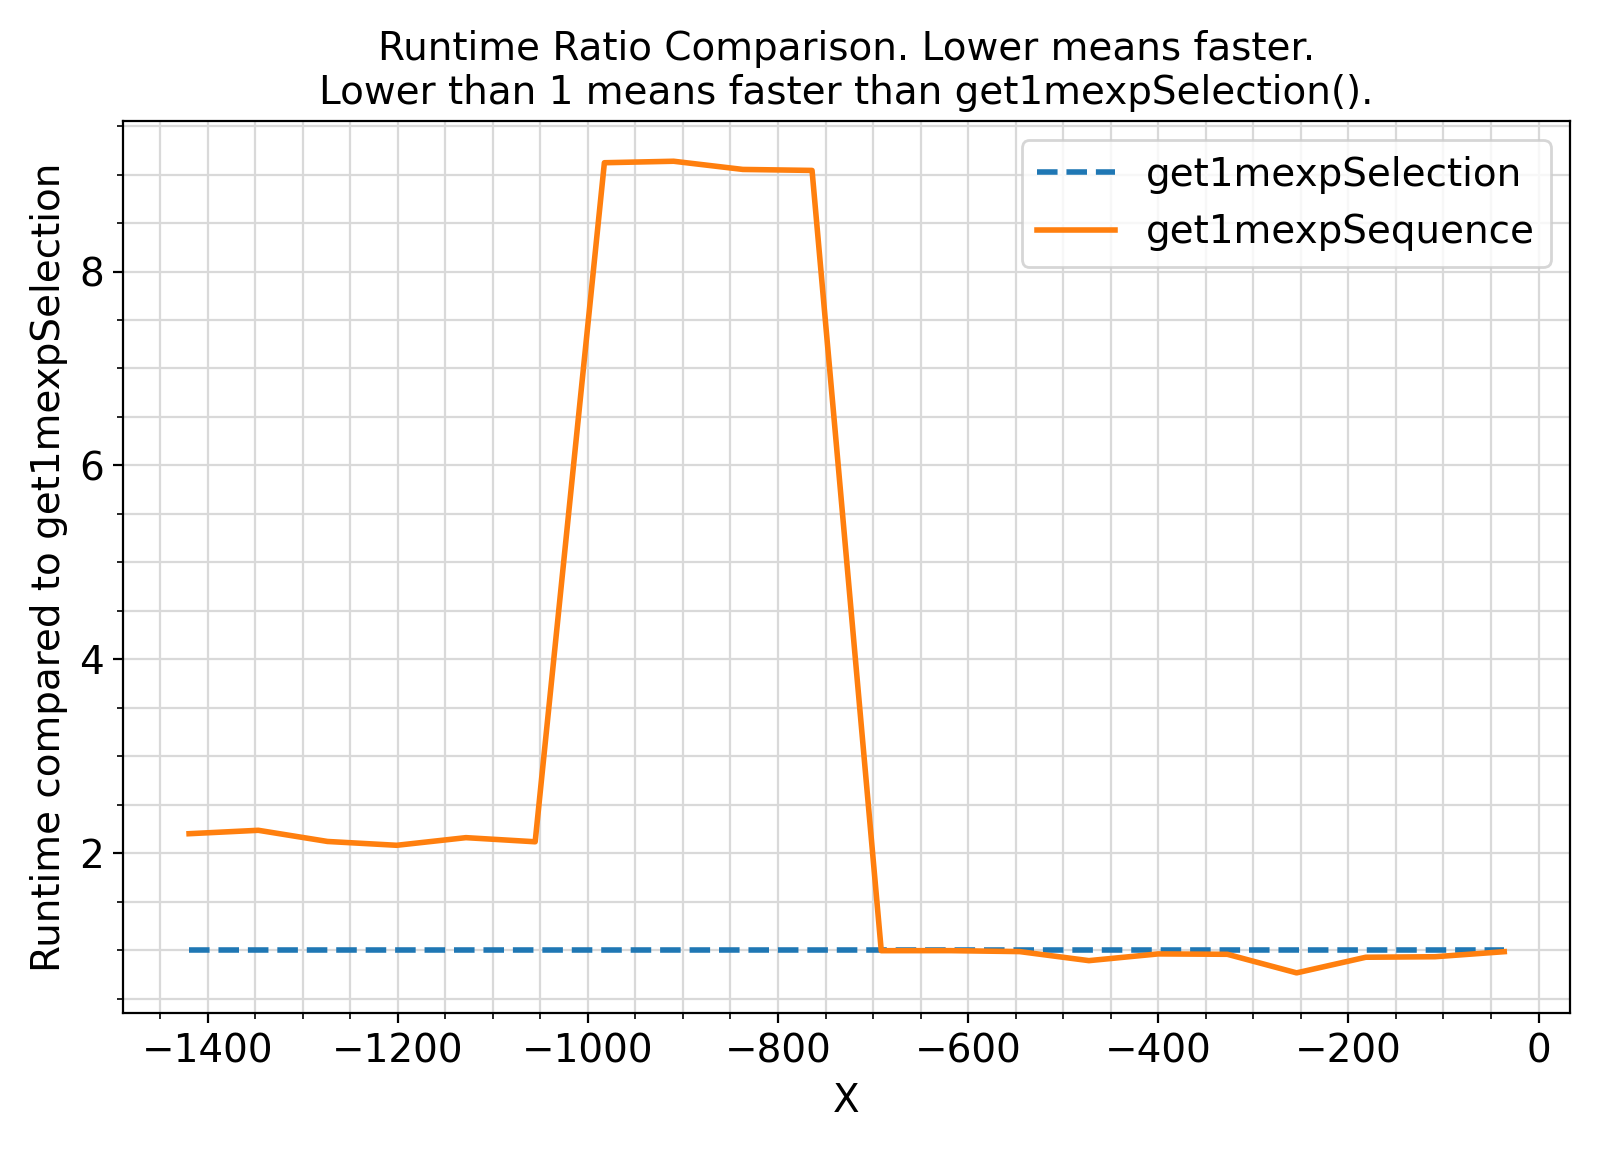 Runtime Ratio Comparison. Lower means faster.
Lower than 1 means faster than get1mexpSelection().
Runtime compared to get1mexpSelection
8
6
4
2
get1mexpSelection
get1mexpSequence
−1400 −1200 −1000 −800 −600 −400 −200 0
X